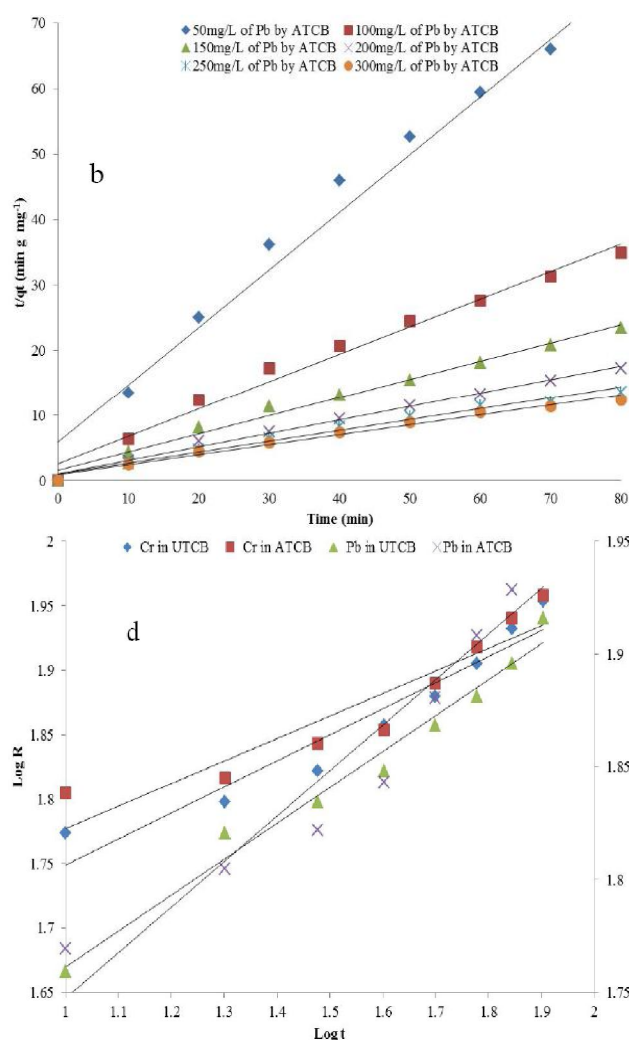 50mg/L of Pb by ATCB 100mg/L of Pb by ATCB
150mg/L of Pb by ATCB 200mg/L of Pb by ATCB
250mg/L of Pb by ATCB 300mg/L of Pb by ATCB
b
t/qt (min g mg⁻¹)
70
60
50
40
30
20
10
0
0 10 20 30 40 50 60 70 80
Time (min)
Cr in UTCB Cr in ATCB Pb in UTCB Pb in ATCB
d
Log R
2
1.95
1.9
1.85
1.8
1.75
1.7
1.65
1.95
1.9
1.85
1.8
1.75
1 1.1 1.2 1.3 1.4 1.5 1.6 1.7 1.8 1.9 2
Log t